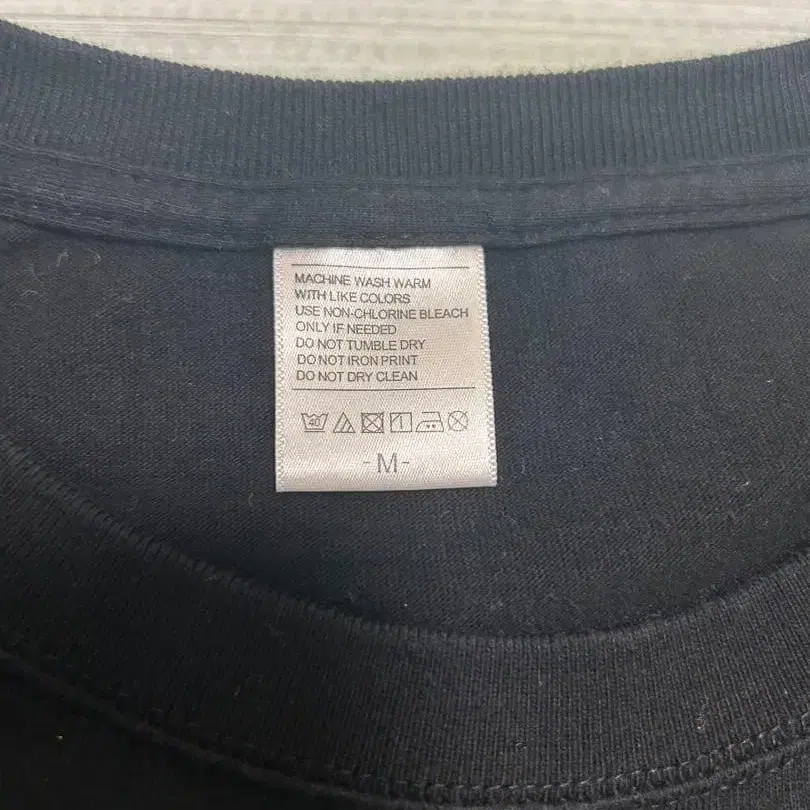 MACHINE WASH WARM
WITH LIKE COLORS
USE NON-CHLORINE BLEACH
ONLY IF NEEDED
DO NOT TUMBLE DRY
DO NOT IRON PRINT
DO NOT DRY CLEAN
40
-M-